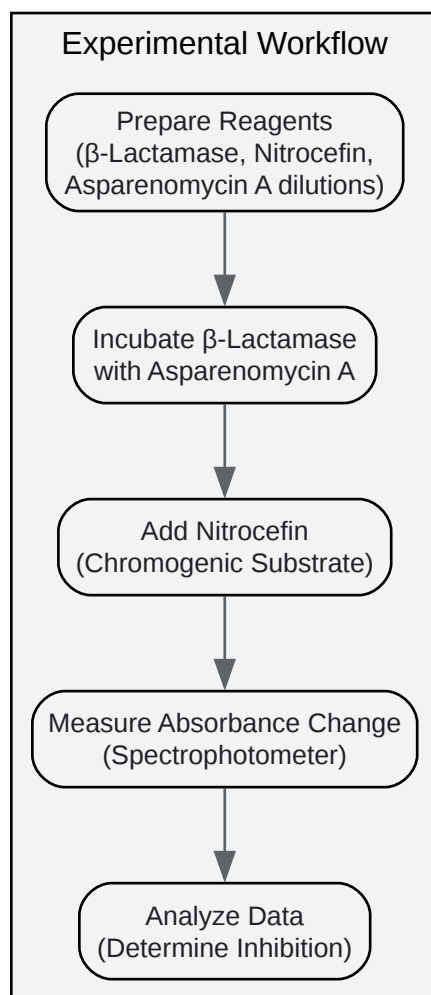 Experimental Workflow
Prepare Reagents
(β-Lactamase, Nitrocefin,
Asparenomycin A dilutions)
Incubate β-Lactamase
with Asparenomycin A
Add Nitrocefin
(Chromogenic Substrate)
Measure Absorbance Change
(Spectrophotometer)
Analyze Data
(Determine Inhibition)